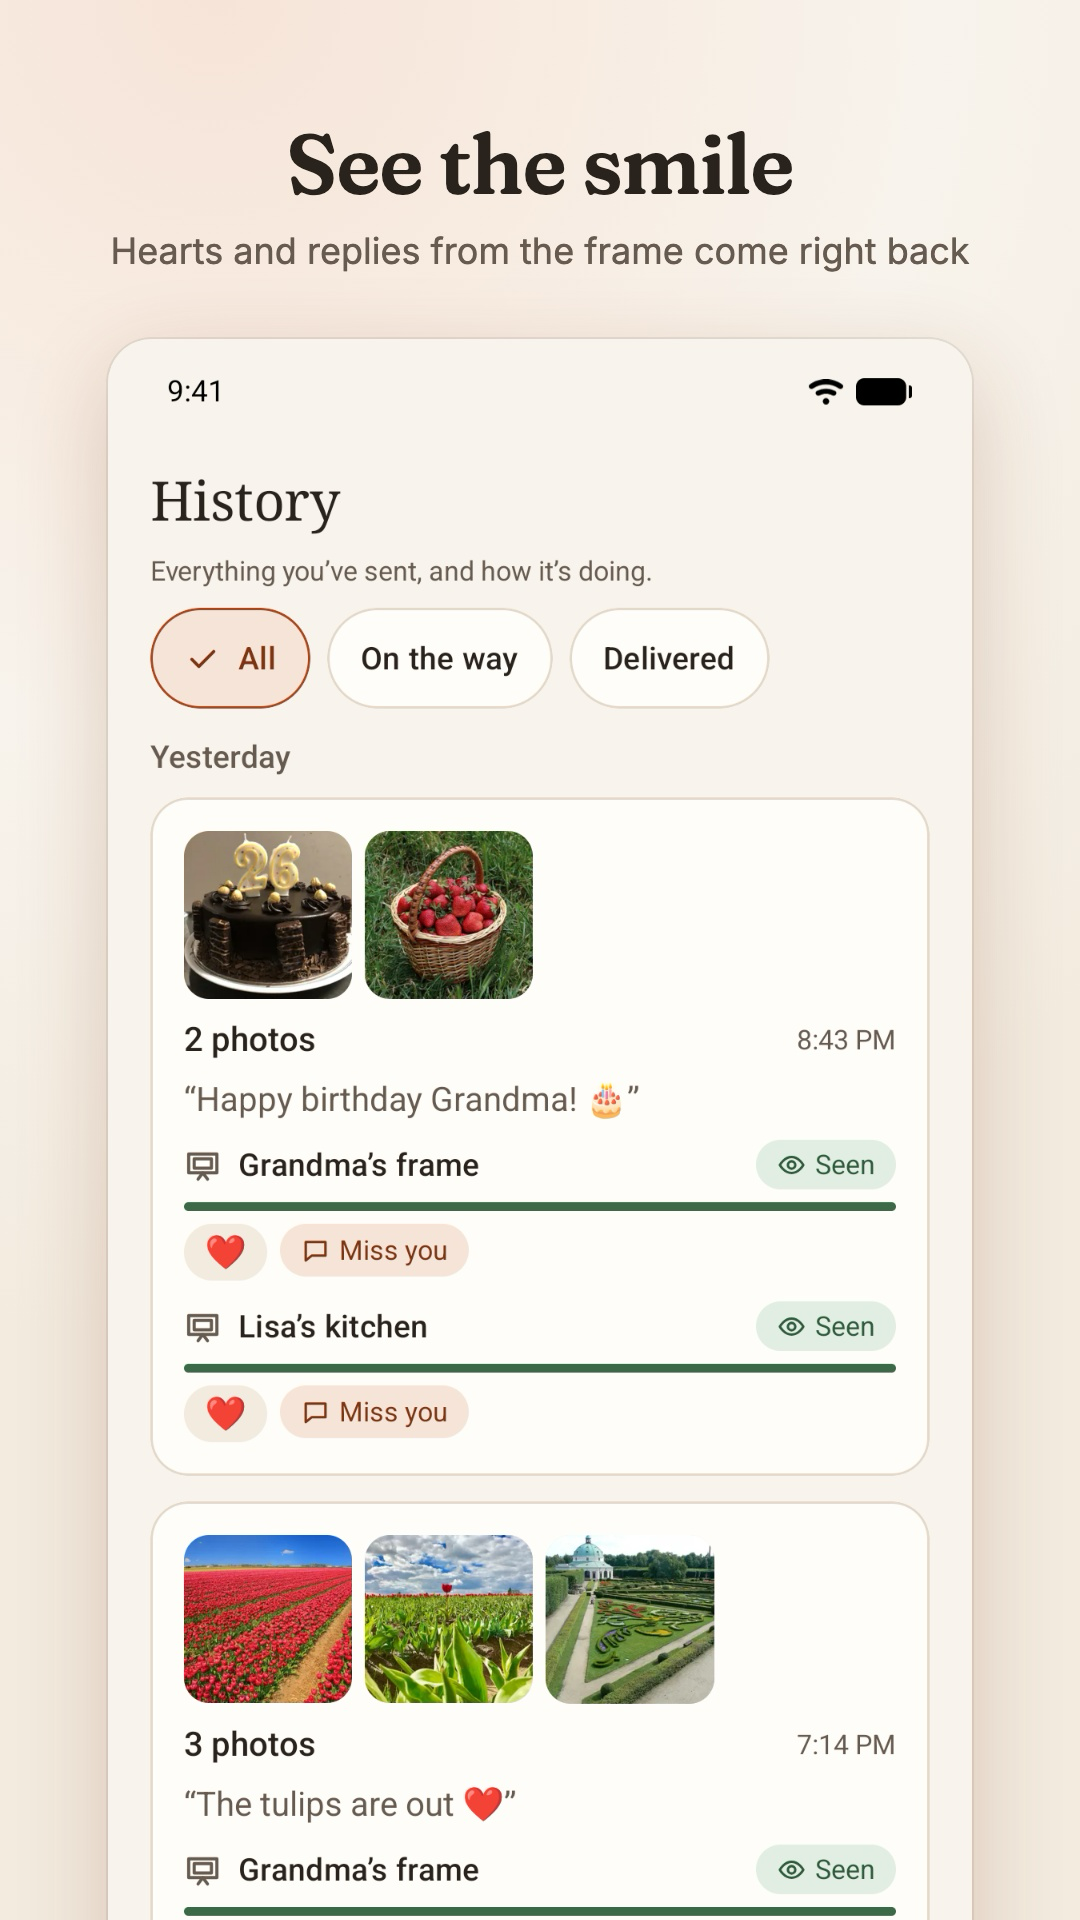 See the smile
Hearts and replies from the frame come right back
9:41
History
Everything you’ve sent, and how it’s doing.
All
On the way
Delivered
Yesterday
26
2 photos
8:43 PM
“Happy birthday Grandma! 🎂”
Grandma’s frame
Seen
❤️
Miss you
Lisa’s kitchen
Seen
❤️
Miss you
3 photos
7:14 PM
“The tulips are out ❤️”
Grandma’s frame
Seen